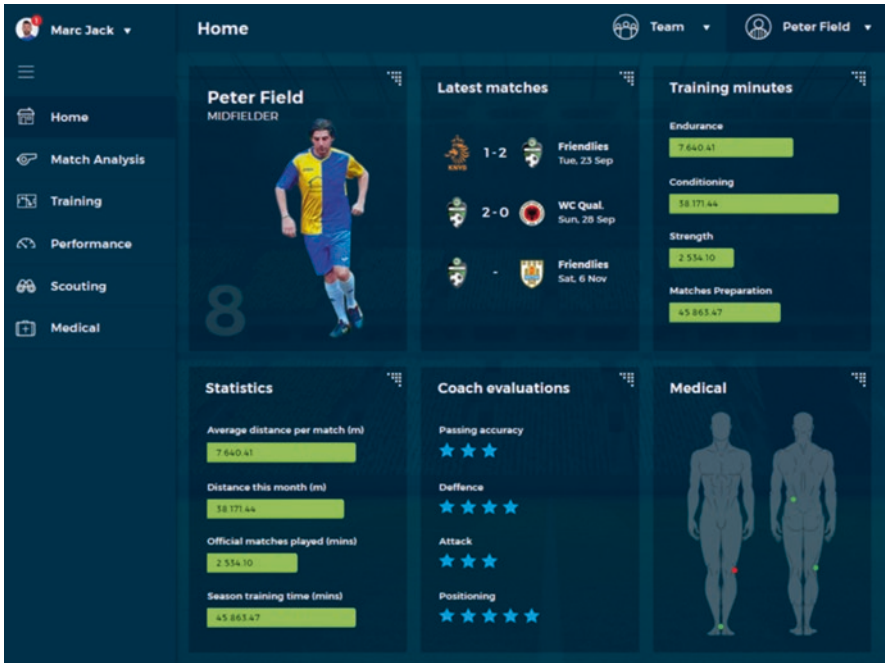 1
Marc Jack
Home
Team
Peter Field
Home
Match Analysis
Training
Performance
Scouting
Medical
Peter Field
MIDFIELDER
8
Latest matches
KNVB
1-2
Friendlies
Tue, 23 Sep
2-0
WC Qual.
Sun, 28 Sep
-
Friendlies
Sat, 6 Nov
Training minutes
Endurance
7.640.41
Conditioning
38.171.44
Strength
2 534.10
Matches Preparation
45 863.47
Statistics
Average distance per match (m)
7.640.41
Distance this month (m)
38.171.44
Official matches played (mins)
2 534.10
Season training time (mins)
45 863.47
Coach evaluations
Passing accuracy
Deffence
Attack
Positioning
Medical